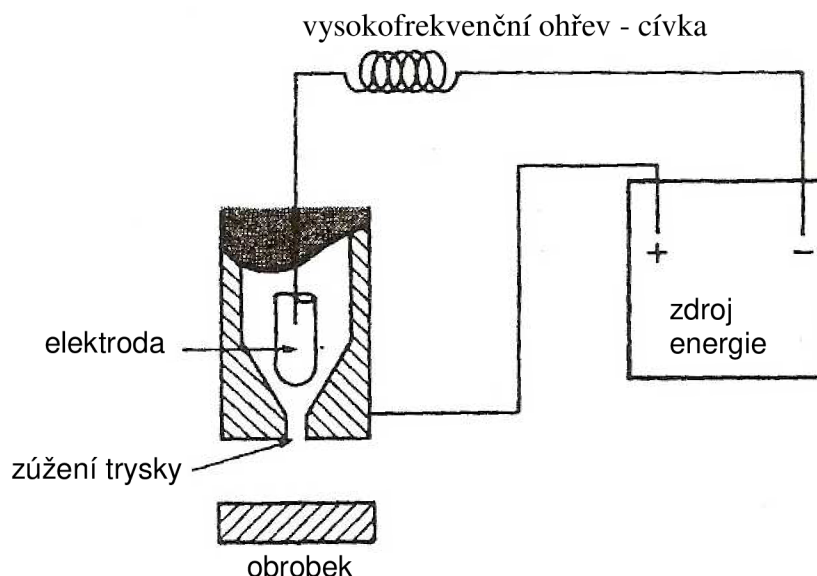 vysokofrekvenční ohřev - cívka
+ −
zdroj
energie
elektroda
zúžení trysky
obrobek